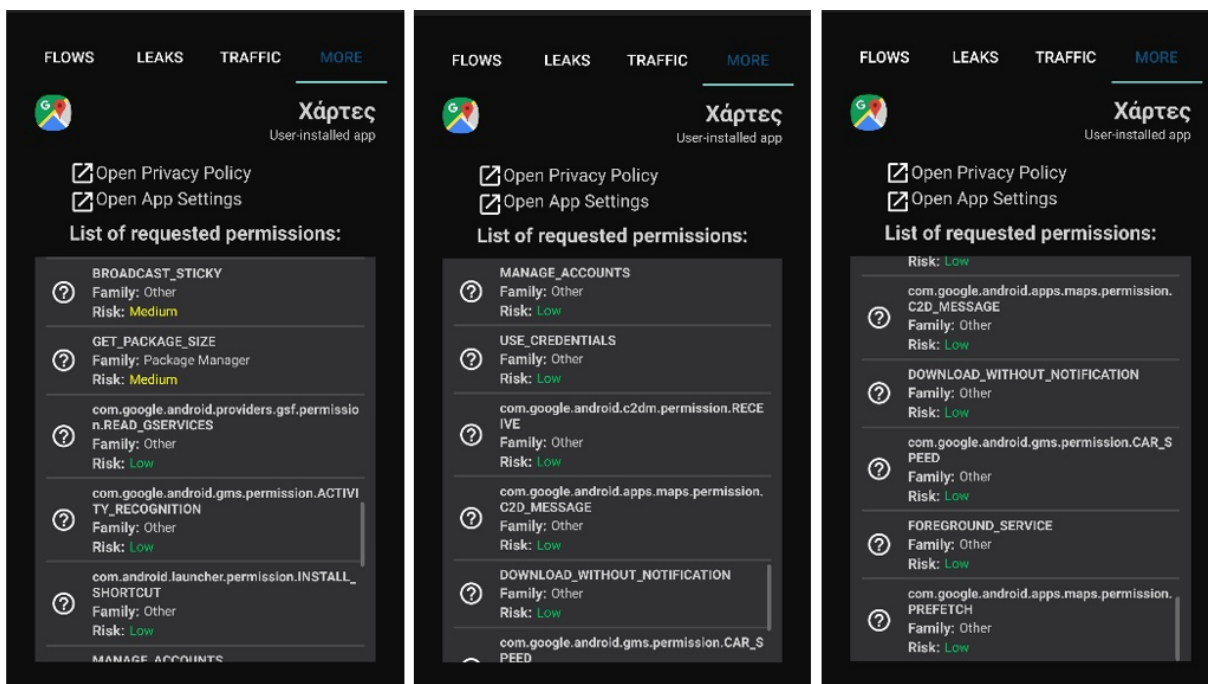 FLOWS LEAKS TRAFFIC MORE
G
Χάρτες
User-installed app
Open Privacy Policy
Open App Settings
List of requested permissions:
BROADCAST_STICKY
Family: Other
Risk: Medium
GET_PACKAGE_SIZE
Family: Package Manager
Risk: Medium
com.google.android.providers.gsf.permissio
n.READ_GSERVICES
Family: Other
Risk: Low
com.google.android.gms.permission.ACTIVI
TY_RECOGNITION
Family: Other
Risk: Low
com.android.launcher.permission.INSTALL_
SHORTCUT
Family: Other
Risk: Low
MANAGE_ACCOUNTS
FLOWS LEAKS TRAFFIC MORE
G
Χάρτες
User-installed app
Open Privacy Policy
Open App Settings
List of requested permissions:
MANAGE_ACCOUNTS
Family: Other
Risk: Low
USE_CREDENTIALS
Family: Other
Risk: Low
com.google.android.c2dm.permission.RECE
IVE
Family: Other
Risk: Low
com.google.android.apps.maps.permission.
C2D_MESSAGE
Family: Other
Risk: Low
DOWNLOAD_WITHOUT_NOTIFICATION
Family: Other
Risk: Low
com.google.android.gms.permission.CAR_S
PEED
FLOWS LEAKS TRAFFIC MORE
G
Χάρτες
User-installed app
Open Privacy Policy
Open App Settings
List of requested permissions:
Risk: Low
com.google.android.apps.maps.permission.
C2D_MESSAGE
Family: Other
Risk: Low
DOWNLOAD_WITHOUT_NOTIFICATION
Family: Other
Risk: Low
com.google.android.gms.permission.CAR_S
PEED
Family: Other
Risk: Low
FOREGROUND_SERVICE
Family: Other
Risk: Low
com.google.android.apps.maps.permission.
PREFETCH
Family: Other
Risk: Low